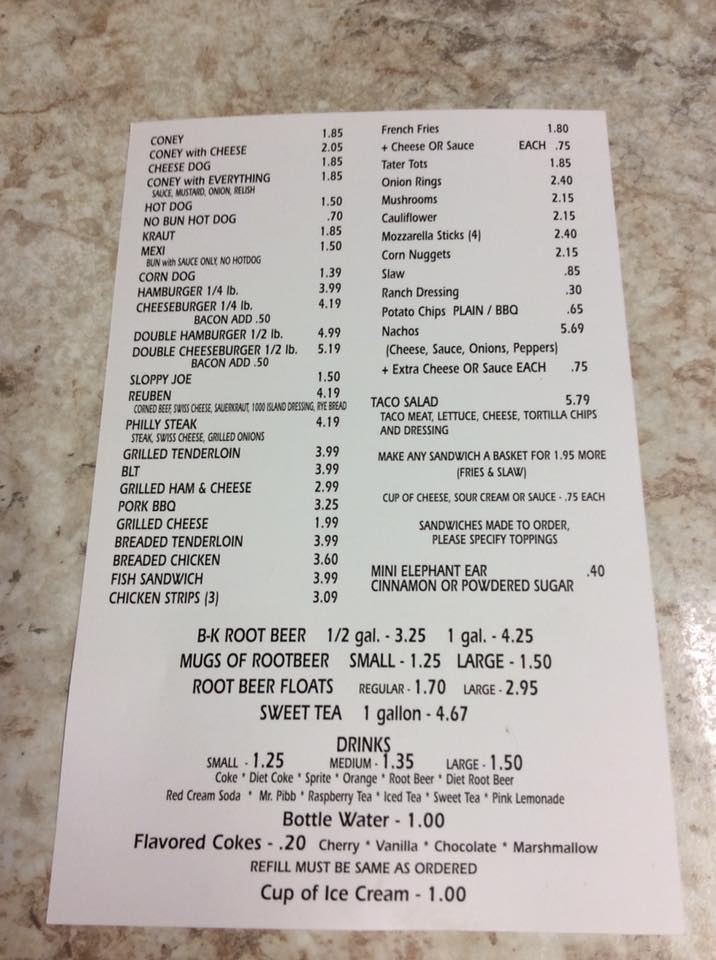 CONEY 1.85
CONEY with CHEESE 2.05
CHEESE DOG 1.85
CONEY with EVERYTHING 1.85
SAUCE, MUSTARD, ONION, RELISH
HOT DOG 1.50
NO BUN HOT DOG .70
KRAUT 1.85
MEXI 1.50
BUN with SAUCE ONLY, NO HOTDOG
CORN DOG 1.39
HAMBURGER 1/4 lb. 3.99
CHEESEBURGER 1/4 lb. 4.19
BACON ADD .50
DOUBLE HAMBURGER 1/2 lb. 4.99
DOUBLE CHEESEBURGER 1/2 lb. 5.19
BACON ADD .50
SLOPPY JOE 1.50
REUBEN 4.19
CORNED BEEF, SWISS CHEESE, SAUERKRAUT, 1000 ISLAND DRESSING, RYE BREAD
PHILLY STEAK 4.19
STEAK, SWISS CHEESE, GRILLED ONIONS
GRILLED TENDERLOIN 3.99
BLT 3.99
GRILLED HAM & CHEESE 2.99
PORK BBQ 3.25
GRILLED CHEESE 1.99
BREADED TENDERLOIN 3.99
BREADED CHICKEN 3.60
FISH SANDWICH 3.99
CHICKEN STRIPS (3) 3.09
French Fries 1.80
+ Cheese OR Sauce EACH .75
Tater Tots 1.85
Onion Rings 2.40
Mushrooms 2.15
Cauliflower 2.15
Mozzarella Sticks (4) 2.40
Corn Nuggets 2.15
Slaw .85
Ranch Dressing .30
Potato Chips PLAIN / BBQ .65
Nachos 5.69
(Cheese, Sauce, Onions, Peppers)
+ Extra Cheese OR Sauce EACH .75
TACO SALAD 5.79
TACO MEAT, LETTUCE, CHEESE, TORTILLA CHIPS
AND DRESSING
MAKE ANY SANDWICH A BASKET FOR 1.95 MORE
(FRIES & SLAW)
CUP OF CHEESE, SOUR CREAM OR SAUCE - .75 EACH
SANDWICHES MADE TO ORDER,
PLEASE SPECIFY TOPPINGS
MINI ELEPHANT EAR .40
CINNAMON OR POWDERED SUGAR
B-K ROOT BEER 1/2 gal. - 3.25 1 gal. - 4.25
MUGS OF ROOTBEER SMALL - 1.25 LARGE - 1.50
ROOT BEER FLOATS REGULAR - 1.70 LARGE - 2.95
SWEET TEA 1 gallon - 4.67
DRINKS
SMALL - 1.25 MEDIUM - 1.35 LARGE - 1.50
Coke * Diet Coke * Sprite * Orange * Root Beer * Diet Root Beer
Red Cream Soda * Mr. Pibb * Raspberry Tea * Iced Tea * Sweet Tea * Pink Lemonade
Bottle Water - 1.00
Flavored Cokes - .20 Cherry * Vanilla * Chocolate * Marshmallow
REFILL MUST BE SAME AS ORDERED
Cup of Ice Cream - 1.00